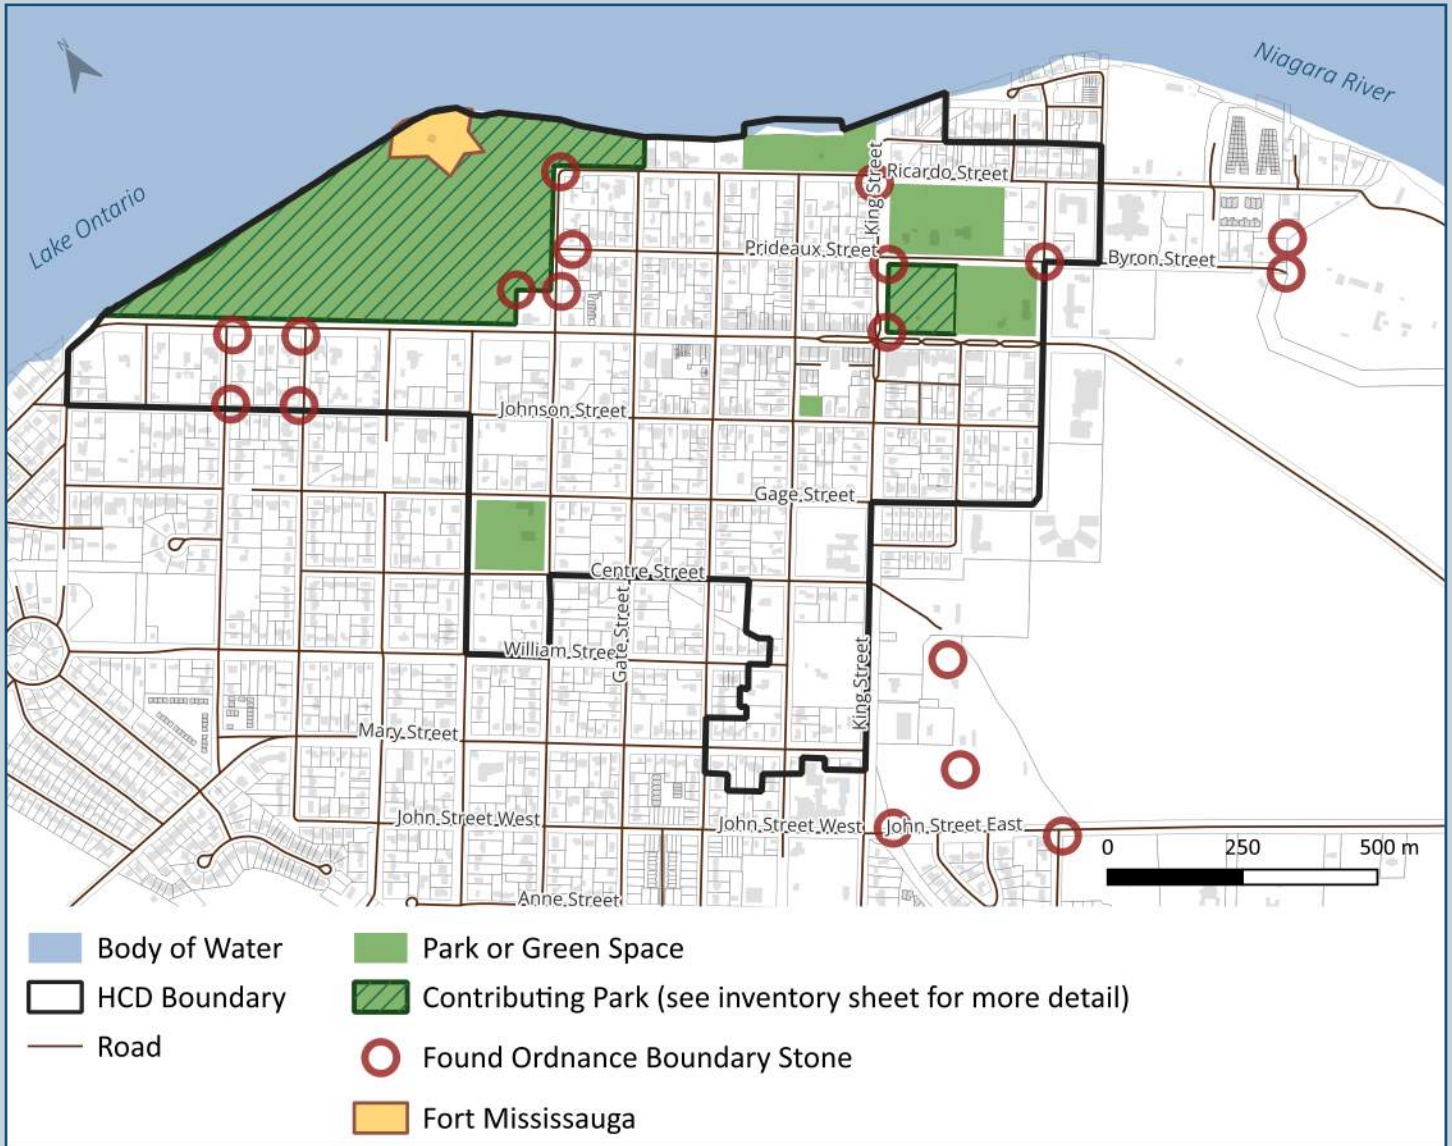 N
Niagara River
Lake Ontario
King Street
Ricardo Street
Prideaux Street
Byron Street
Johnson Street
Gage Street
Centre Street
Gate Street
William Stree
King Street
Mary Street
John Street West
John Street West
John Street East
0 250 500 m
Anne Street
Body of Water
Park or Green Space
HCD Boundary
Contributing Park (see inventory sheet for more detail)
Road
Found Ordnance Boundary Stone
Fort Mississauga